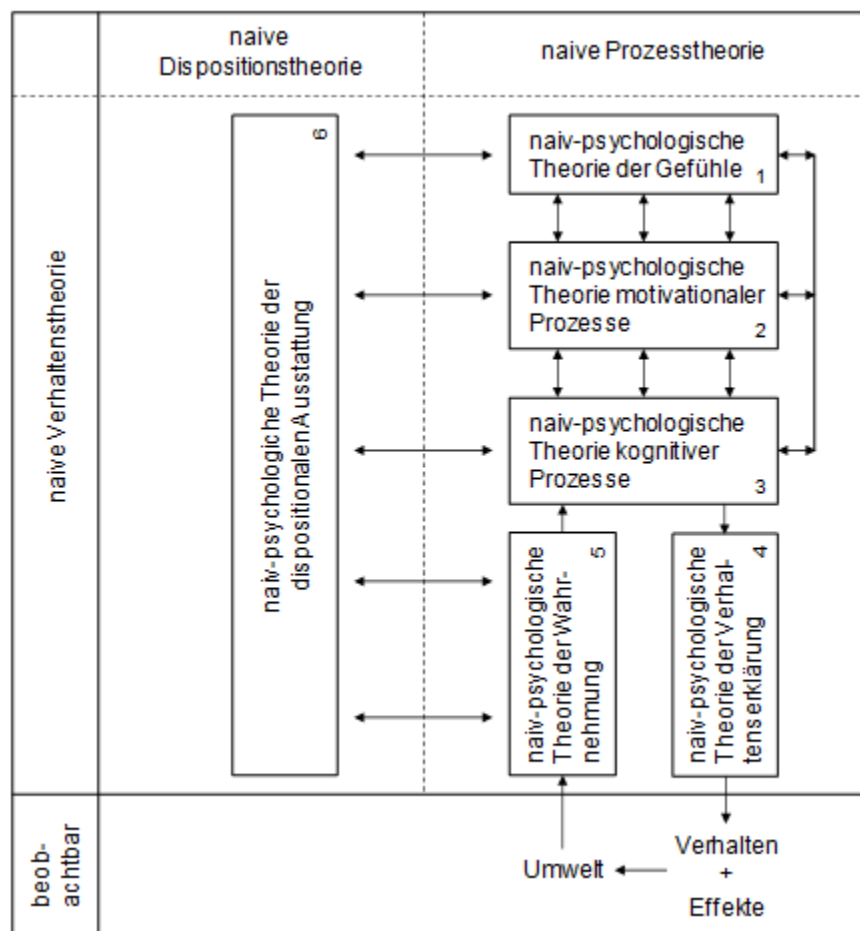 naive
Dispositionstheorie
naive Prozesstheorie
naive Verhaltenstheorie
6
naiv-psychologiche Theorie der
dispositionalen Ausstattung
naiv-psychologische
Theorie der Gefühle
1
naiv-psychologische
Theorie motivationaler
Prozesse
2
naiv-psychologische
Theorie kognitiver
Prozesse
3
naiv-psychologische
Theorie der Wahr-
nehmung
5
naiv-psychologische
Theorie der Verhal-
tenserklärung
4
beob-
achtbar
Umwelt
Verhalten
+
Effekte